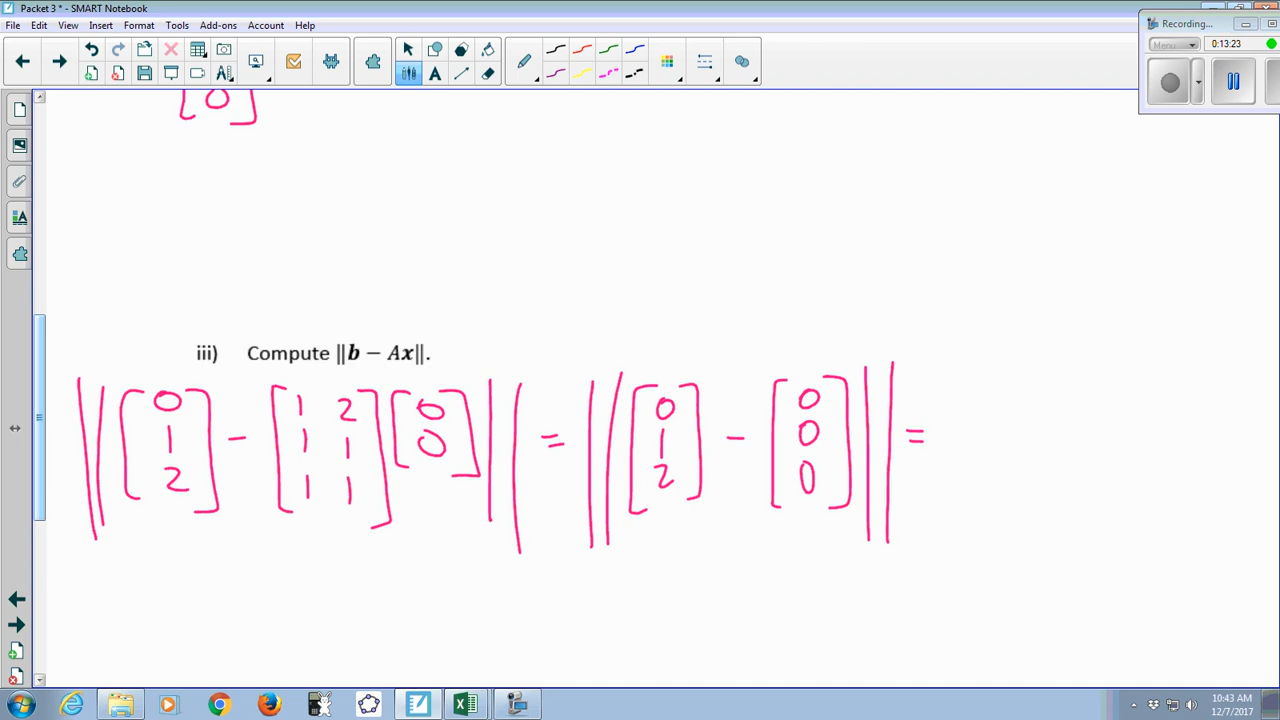 Packet 3 * - SMART Notebook
File Edit View Insert Format Tools Add-ons Account Help
Recording...
Menu
0:13:23
[0]
iii) Compute ‖b − Ax‖.
‖[0 1 2] − [1 2; 1 1; 1 1][0 0]‖ = ‖[0 1 2] − [0 0 0]‖ =
10:43 AM
12/7/2017